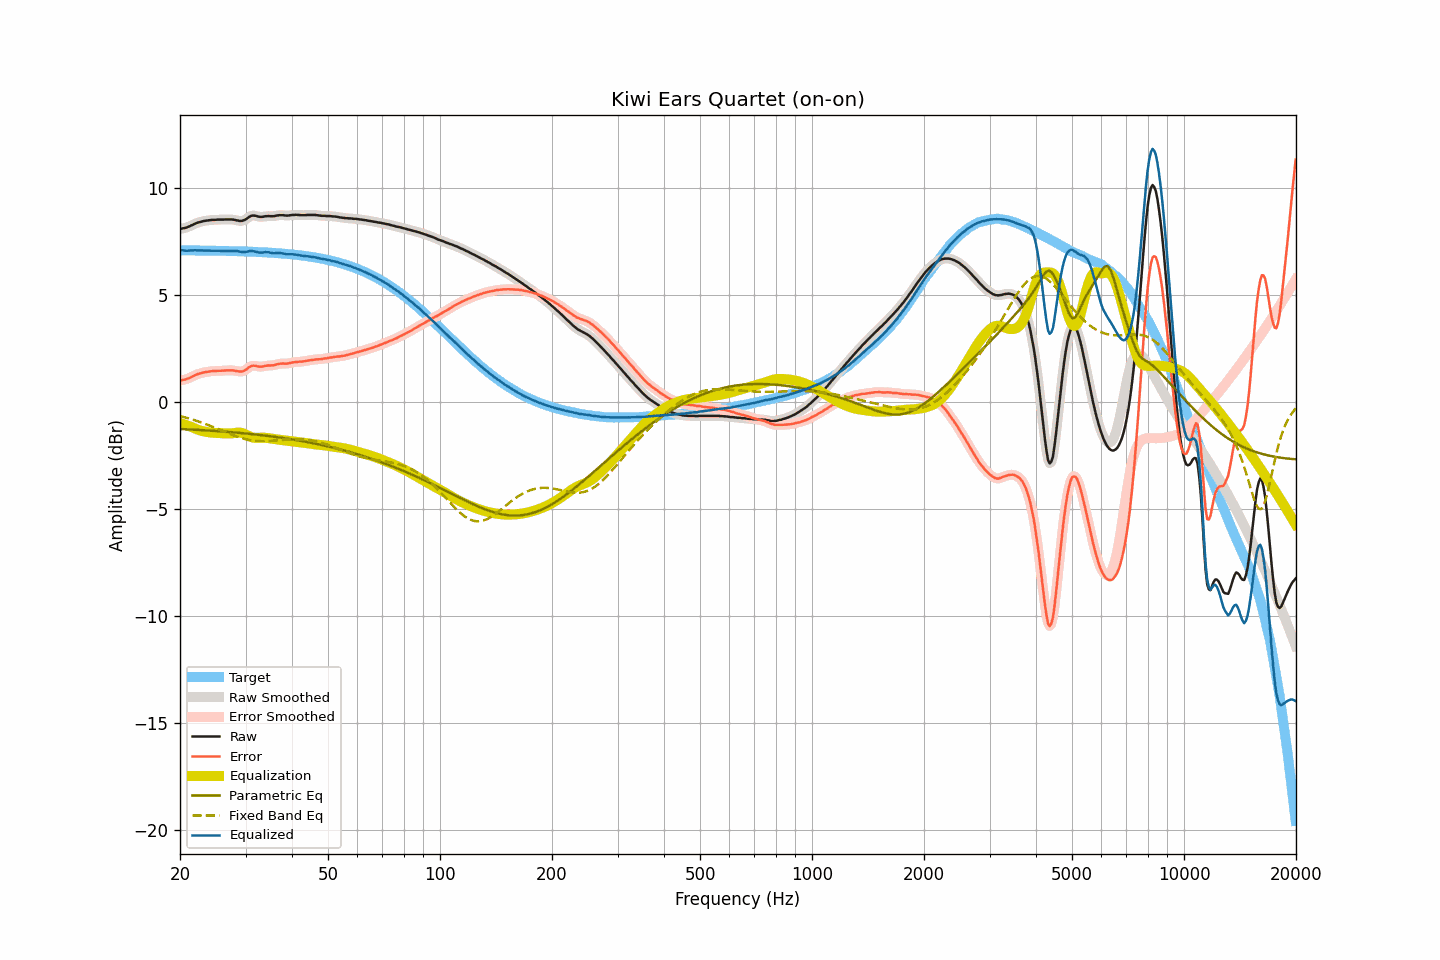 Kiwi Ears Quartet (on-on)
10
5
0
−5
−10
−15
−20
Amplitude (dBr)
Target
Raw Smoothed
Error Smoothed
Raw
Error
Equalization
Parametric Eq
Fixed Band Eq
Equalized
20 50 100 200 500 1000 2000 5000 10000 20000
Frequency (Hz)